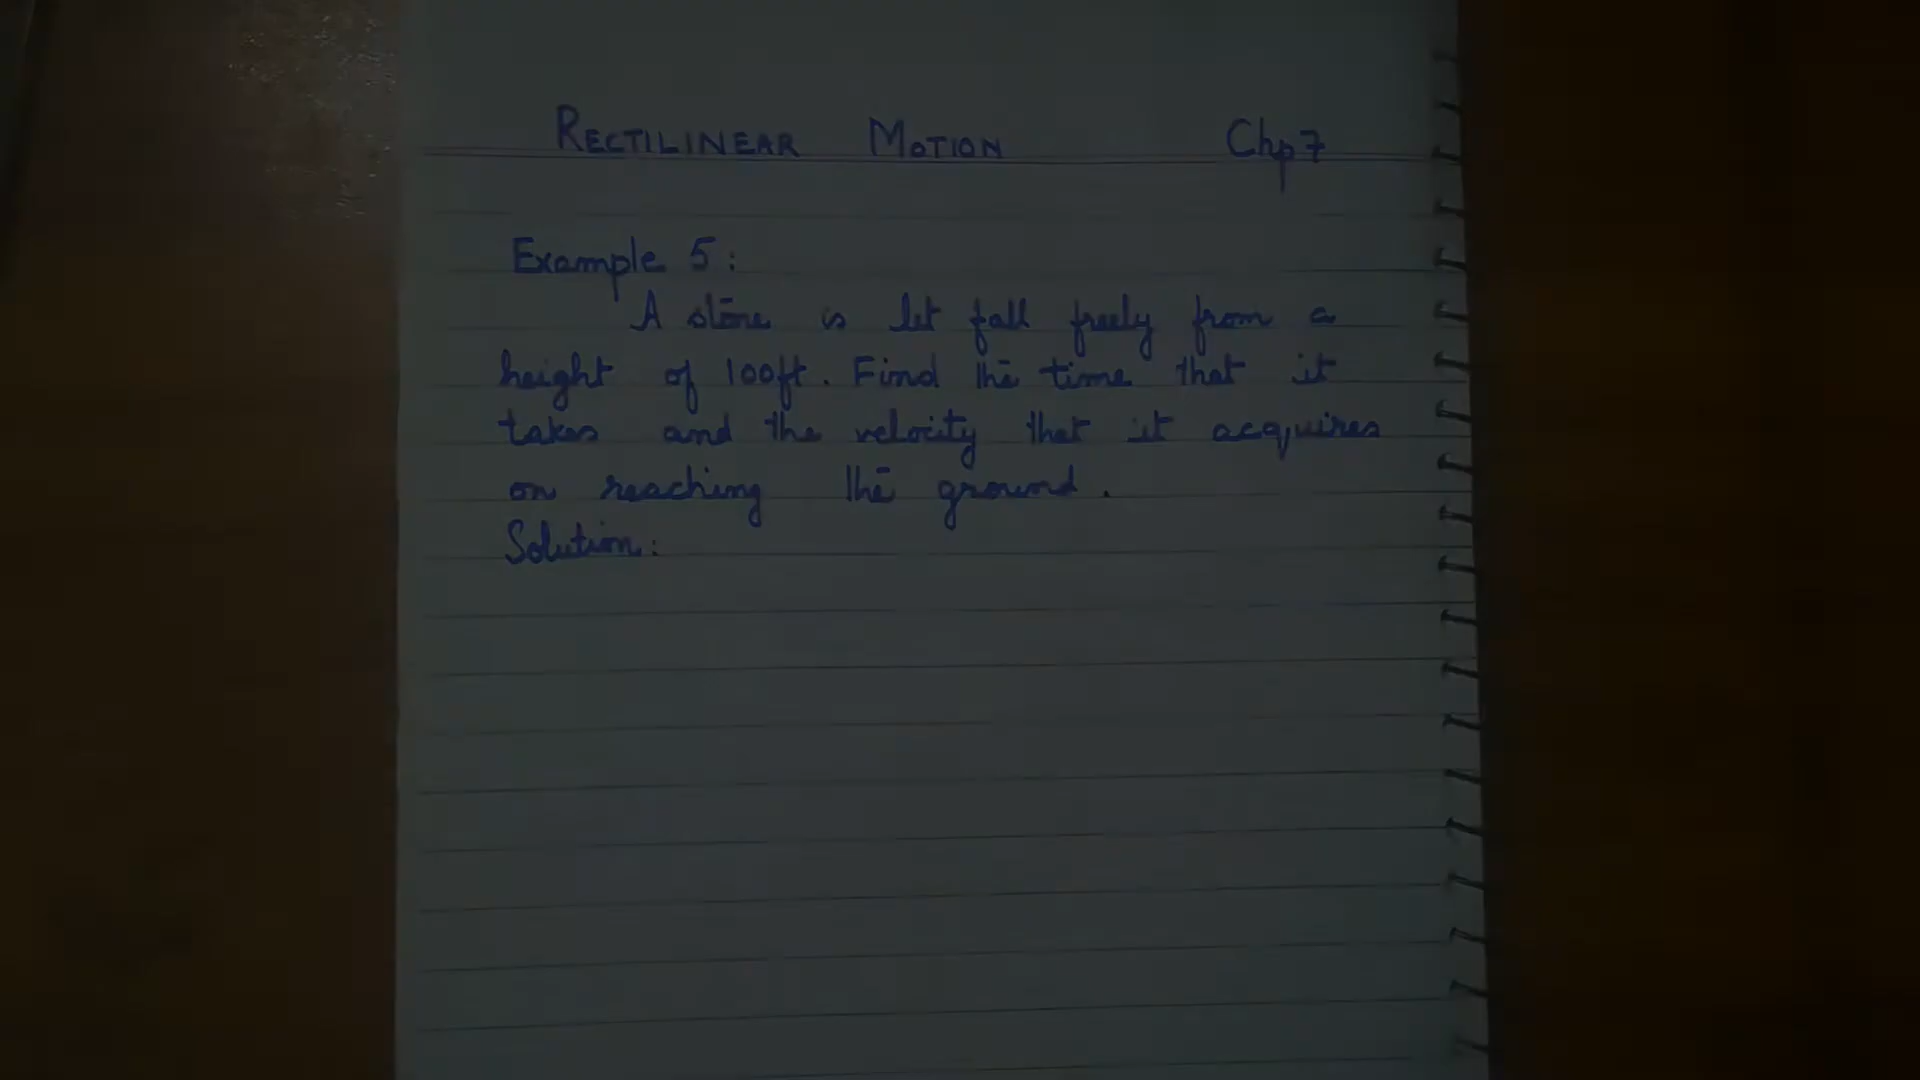 RECTILINEAR MOTION Chp 7
Example 5:
A stone is let fall freely from a
height of 100ft. Find the time that it
takes and the velocity that it acquires
on reaching the ground.
Solution: